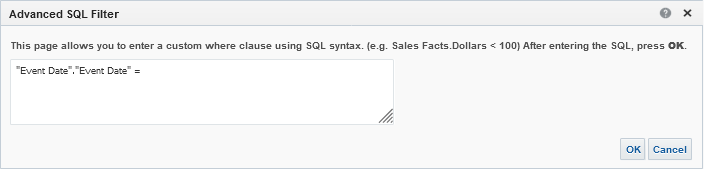 Advanced SQL Filter
This page allows you to enter a custom where clause using SQL syntax. (e.g. Sales Facts.Dollars < 100) After entering the SQL, press OK.
"Event Date"."Event Date" =
OK Cancel